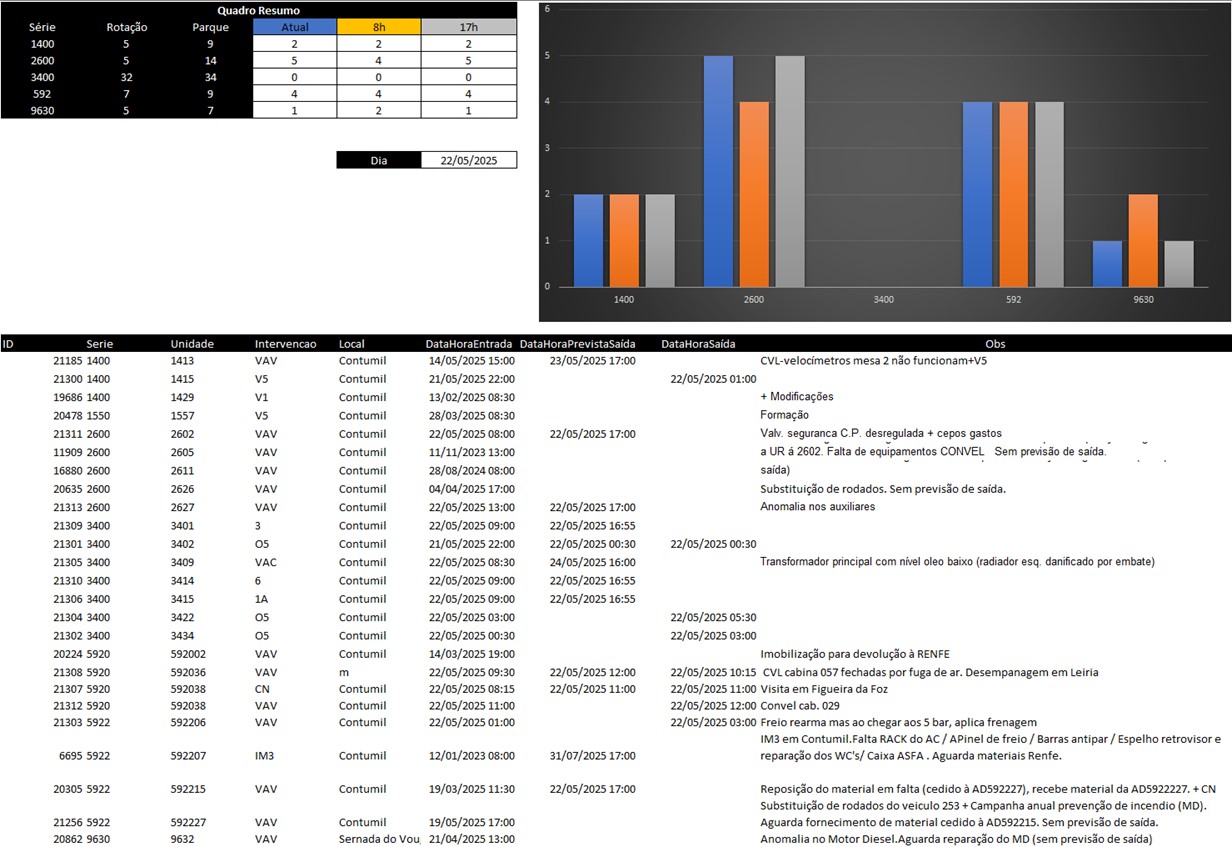 Quadro Resumo
Série Rotação Parque Atual 8h 17h
1400 5 9 2 2 2
2600 5 14 5 4 5
3400 32 34 0 0 0
592 7 9 4 4 4
9630 5 7 1 2 1
Dia 22/05/2025
6
5
4
3
2
1
0
1400 2600 3400 592 9630
ID Serie Unidade Intervencao Local DataHoraEntrada DataHoraPrevistaSaída DataHoraSaída Obs
21185 1400 1413 VAV Contumil 14/05/2025 15:00 23/05/2025 17:00 CVL-velocímetros mesa 2 não funcionam+V5
21300 1400 1415 V5 Contumil 21/05/2025 22:00 22/05/2025 01:00
19686 1400 1429 V1 Contumil 13/02/2025 08:30 + Modificações
20478 1550 1557 V5 Contumil 28/03/2025 08:30 Formação
21311 2600 2602 VAV Contumil 22/05/2025 08:00 22/05/2025 17:00 Valv. seguranca C.P. desregulada + cepos gastos
11909 2600 2605 VAV Contumil 11/11/2023 13:00 a UR á 2602. Falta de equipamentos CONVEL Sem previsão de saída.
16880 2600 2611 VAV Contumil 28/08/2024 08:00 saída)
20635 2600 2626 VAV Contumil 04/04/2025 17:00 Substituição de rodados. Sem previsão de saída.
21313 2600 2627 VAV Contumil 22/05/2025 13:00 22/05/2025 17:00 Anomalia nos auxiliares
21309 3400 3401 3 Contumil 22/05/2025 09:00 22/05/2025 16:55
21301 3400 3402 O5 Contumil 21/05/2025 22:00 22/05/2025 00:30 22/05/2025 00:30
21305 3400 3409 VAC Contumil 22/05/2025 08:30 24/05/2025 16:00 Transformador principal com nível oleo baixo (radiador esq. danificado por embate)
21310 3400 3414 6 Contumil 22/05/2025 09:00 22/05/2025 16:55
21306 3400 3415 1A Contumil 22/05/2025 09:00 22/05/2025 16:55
21304 3400 3422 O5 Contumil 22/05/2025 03:00 22/05/2025 05:30
21302 3400 3434 O5 Contumil 22/05/2025 00:30 22/05/2025 03:00
20224 5920 592002 VAV Contumil 14/03/2025 19:00 Imobilização para devolução à RENFE
21308 5920 592036 VAV m 22/05/2025 09:30 22/05/2025 12:00 22/05/2025 10:15 CVL cabina 057 fechadas por fuga de ar. Desempanagem em Leiria
21307 5920 592038 CN Contumil 22/05/2025 08:15 22/05/2025 11:00 22/05/2025 11:00 Visita em Figueira da Foz
21312 5920 592038 VAV Contumil 22/05/2025 11:00 22/05/2025 12:00 Convel cab. 029
21303 5922 592206 VAV Contumil 22/05/2025 01:00 22/05/2025 03:00 Freio rearma mas ao chegar aos 5 bar, aplica frenagem
IM3 em Contumil.Falta RACK do AC / APinel de freio / Barras antipar / Espelho retrovisor e
6695 5922 592207 IM3 Contumil 12/01/2023 08:00 31/07/2025 17:00 reparação dos WC's/ Caixa ASFA . Aguarda materiais Renfe.
20305 5922 592215 VAV Contumil 19/03/2025 11:30 22/05/2025 17:00 Reposição do material em falta (cedido à AD592227), recebe material da AD5922227. + CN
Substituição de rodados do veiculo 253 + Campanha anual prevenção de incendio (MD).
21256 5922 592227 VAV Contumil 19/05/2025 17:00 Aguarda fornecimento de material cedido à AD592215. Sem previsão de saída.
20862 9630 9632 VAV Sernada do Vou 21/04/2025 13:00 Anomalia no Motor Diesel.Aguarda reparação do MD (sem previsão de saída)